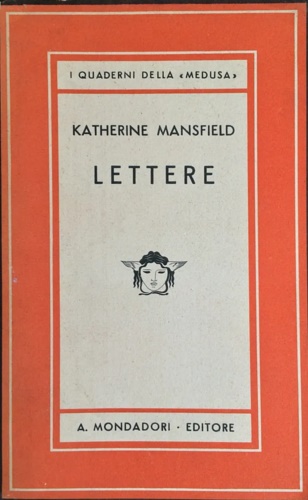 I QUADERNI DELLA «MEDUSA»
KATHERINE MANSFIELD
LETTERE
A. MONDADORI · EDITORE